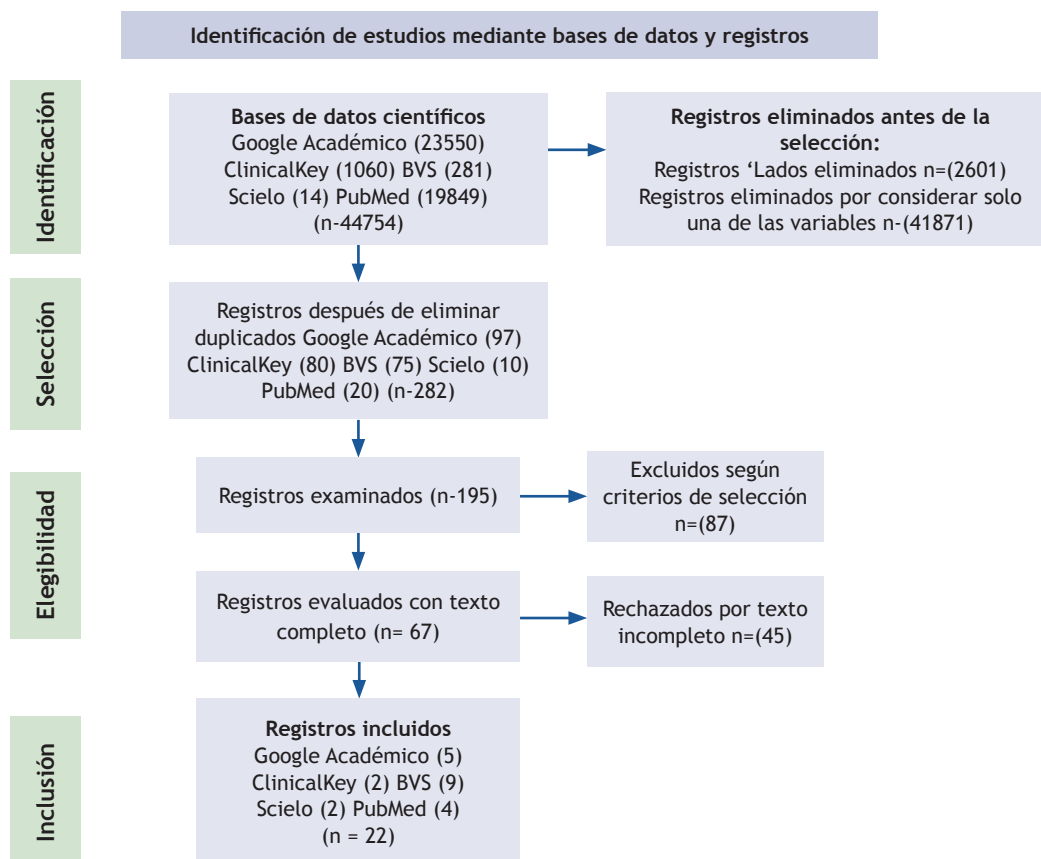 Identificación de estudios mediante bases de datos y registros
Identificación
Bases de datos científicos
Google Académico (23550)
ClinicalKey (1060) BVS (281)
Scielo (14) PubMed (19849)
(n-44754)
Registros eliminados antes de la
selección:
Registros ‘Lados eliminados n=(2601)
Registros eliminados por considerar solo
una de las variables n-(41871)
Selección
Registros después de eliminar
duplicados Google Académico (97)
ClinicalKey (80) BVS (75) Scielo (10)
PubMed (20) (n-282)
Elegibilidad
Registros examinados (n-195)
Excluidos según
criterios de selección
n=(87)
Registros evaluados con texto
completo (n= 67)
Rechazados por texto
incompleto n=(45)
Inclusión
Registros incluidos
Google Académico (5)
ClinicalKey (2) BVS (9)
Scielo (2) PubMed (4)
(n = 22)